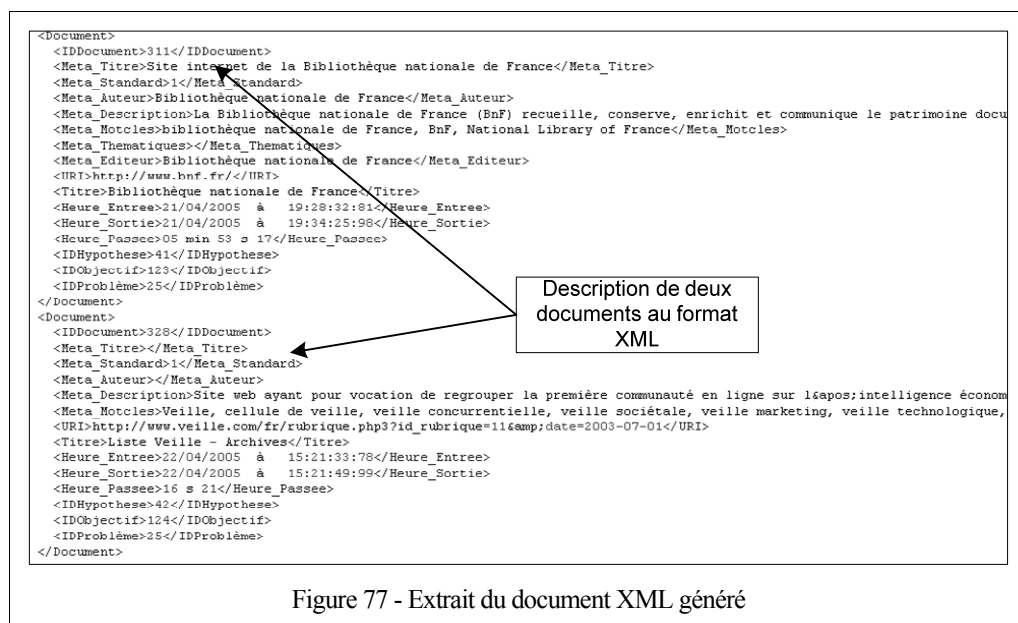 <Document>
<IDDocument>311</IDDocument>
<Meta_Titre>Site internet de la Bibliothèque nationale de France</Meta_Titre>
<Meta_Standard>1</Meta_Standard>
<Meta_Auteur>Bibliothèque nationale de France</Meta_Auteur>
<Meta_Description>La Bibliothèque nationale de France (BnF) recueille, conserve, enrichit et communique le patrimoine docu
<Meta_Motcles>bibliothèque nationale de France, BnF, National Library of France</Meta_Motcles>
<Meta_Thematiques></Meta_Thematiques>
<Meta_Editeur>Bibliothèque nationale de France</Meta_Editeur>
<URI>http://www.bnf.fr/</URI>
<Titre>Bibliothèque nationale de France</Titre>
<Heure_Entree>21/04/2005 à 19:28:32:81</Heure_Entree>
<Heure_Sortie>21/04/2005 à 19:34:25:98</Heure_Sortie>
<Heure_Passee>05 min 53 s 17</Heure_Passee>
<IDHypothese>41</IDHypothese>
<IDObjectif>123</IDObjectif>
<IDProblème>25</IDProblème>
</Document>
<Document>
<IDDocument>328</IDDocument>
<Meta_Titre></Meta_Titre>
<Meta_Standard>1</Meta_Standard>
<Meta_Auteur></Meta_Auteur>
<Meta_Description>Site web ayant pour vocation de regrouper la première communauté en ligne sur l&apos;intelligence économ
<Meta_Motcles>Veille, cellule de veille, veille concurrentielle, veille sociétale, veille marketing, veille technologique,
<URI>http://www.veille.com/fr/rubrique.php3?id_rubrique=11&amp;date=2003-07-01</URI>
<Titre>Liste Veille - Archives</Titre>
<Heure_Entree>22/04/2005 à 15:21:33:78</Heure_Entree>
<Heure_Sortie>22/04/2005 à 15:21:49:99</Heure_Sortie>
<Heure_Passee>16 s 21</Heure_Passee>
<IDHypothese>42</IDHypothese>
<IDObjectif>124</IDObjectif>
<IDProblème>25</IDProblème>
</Document>
Description de deux
documents au format
XML
Figure 77 - Extrait du document XML généré